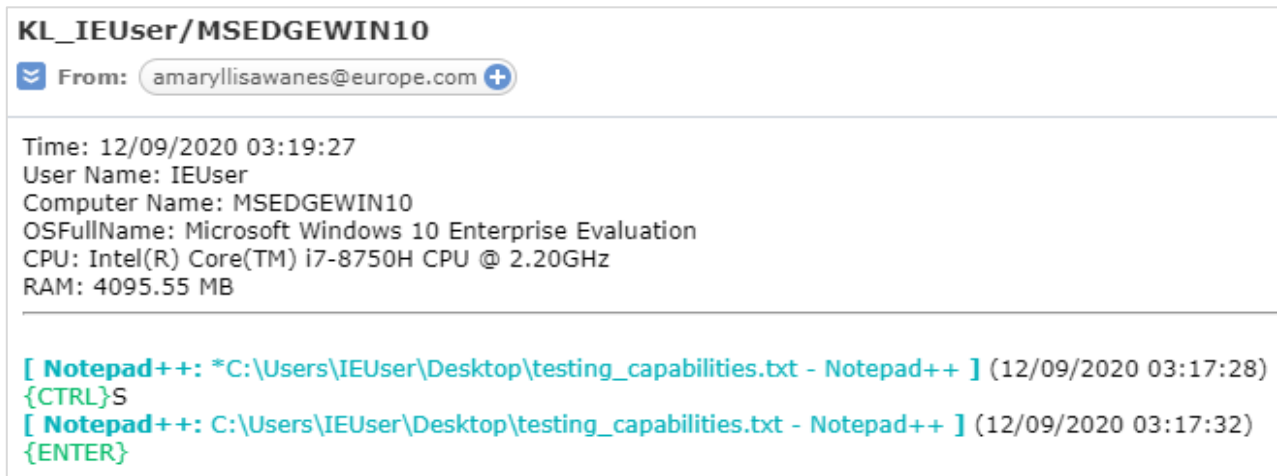 KL_IEUser/MSEDGEWIN10
From: amaryllisawanes@europe.com
Time: 12/09/2020 03:19:27
User Name: IEUser
Computer Name: MSEDGEWIN10
OSFullName: Microsoft Windows 10 Enterprise Evaluation
CPU: Intel(R) Core(TM) i7-8750H CPU @ 2.20GHz
RAM: 4095.55 MB
[ Notepad++: *C:\Users\IEUser\Desktop\testing_capabilities.txt - Notepad++ ] (12/09/2020 03:17:28)
{CTRL}S
[ Notepad++: C:\Users\IEUser\Desktop\testing_capabilities.txt - Notepad++ ] (12/09/2020 03:17:32)
{ENTER}